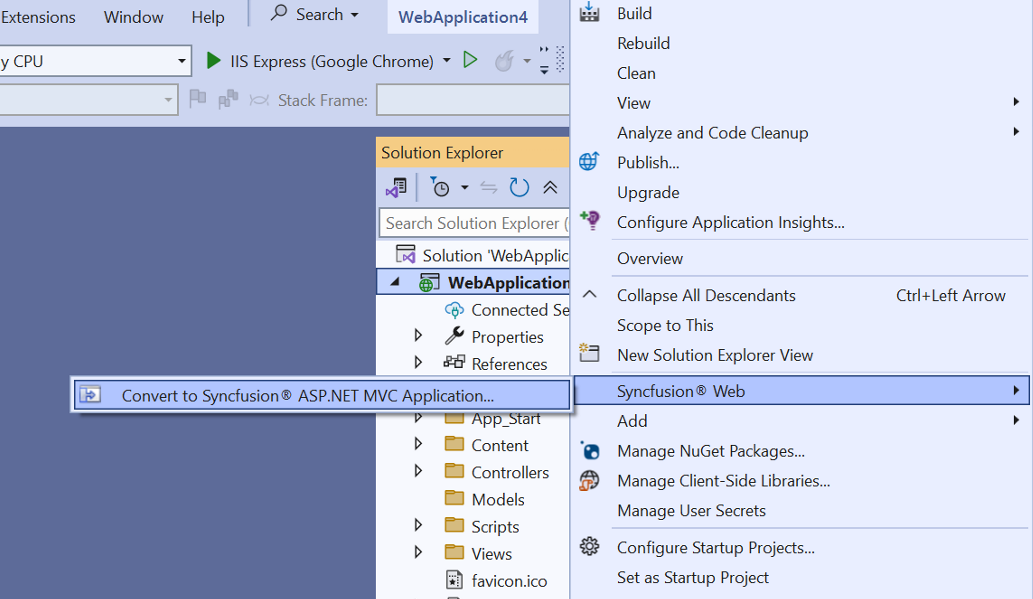 Extensions
Window
Help
Search
WebApplication4
y CPU
IIS Express (Google Chrome)
Stack Frame:
Solution Explorer
Search Solution Explorer (
Solution 'WebApplic
WebApplication
Connected Se
Properties
References
Convert to Syncfusion® ASP.NET MVC Application...
App_Start
Content
Controllers
Models
Scripts
Views
favicon.ico
Build
Rebuild
Clean
View
Analyze and Code Cleanup
Publish...
Upgrade
Configure Application Insights...
Overview
Collapse All Descendants Ctrl+Left Arrow
Scope to This
New Solution Explorer View
Syncfusion® Web
Add
Manage NuGet Packages...
Manage Client-Side Libraries...
Manage User Secrets
Configure Startup Projects...
Set as Startup Project